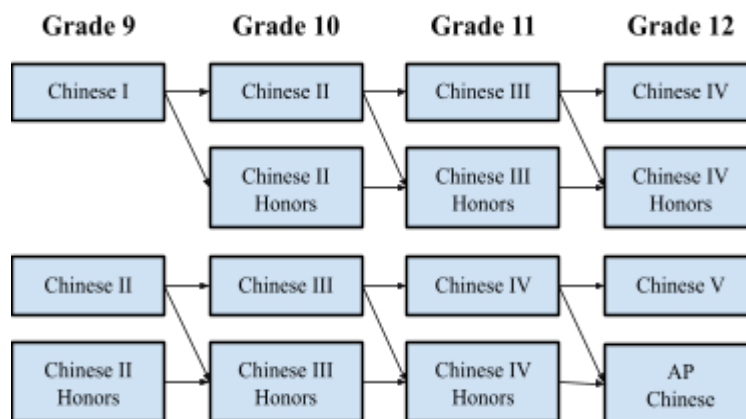 Grade 9 Grade 10 Grade 11 Grade 12
Chinese I Chinese II Chinese III Chinese IV
Chinese II Chinese III Chinese IV
Honors Honors Honors
Chinese II Chinese III Chinese IV Chinese V
Chinese II Chinese III Chinese IV AP
Honors Honors Honors Chinese